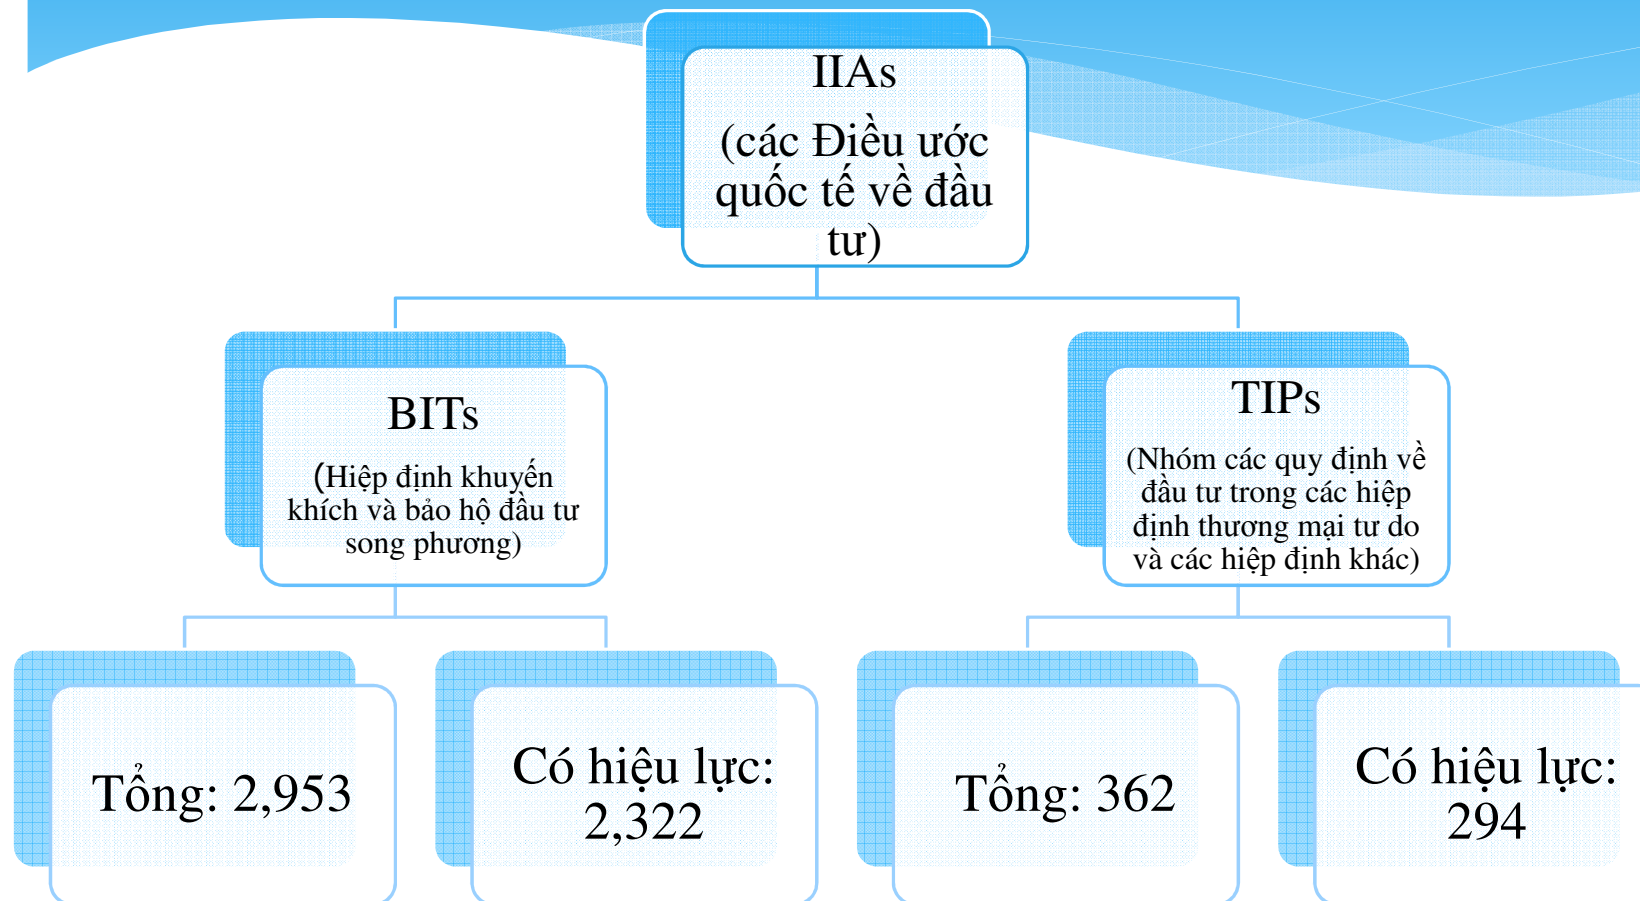 IIAs
(các Điều ước
quốc tế về đầu
tư)
BITs
(Hiệp định khuyến
khích và bảo hộ đầu tư
song phương)
TIPs
(Nhóm các quy định về
đầu tư trong các hiệp
định thương mại tư do
và các hiệp định khác)
Tổng: 2,953
Có hiệu lực:
2,322
Tổng: 362
Có hiệu lực:
294